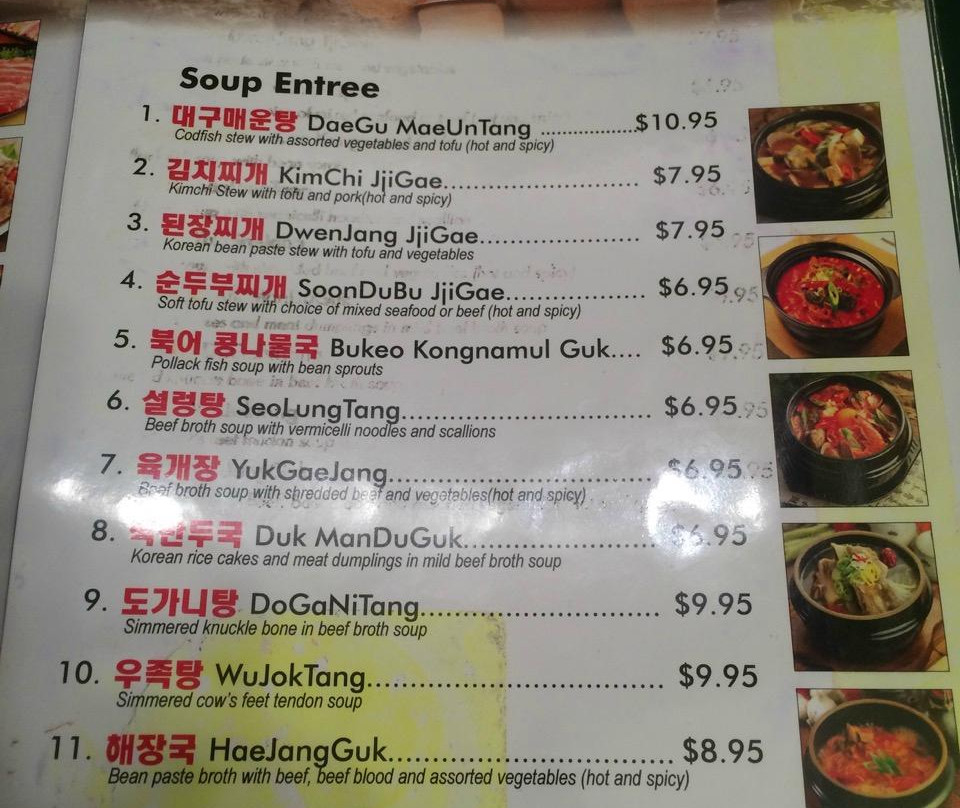 Soup Entree
1. 대구매운탕 DaeGu MaeUnTang ..................$10.95
Codfish stew with assorted vegetables and tofu (hot and spicy)
2. 김치찌개 KimChi JjiGae.............................. $7.95
Kimchi Stew with tofu and pork(hot and spicy)
3. 된장찌개 DwenJang JjiGae........................ $7.95
Korean bean paste stew with tofu and vegetables
4. 순두부찌개 SoonDuBu JjiGae..................... $6.95
Soft tofu stew with choice of mixed seafood or beef (hot and spicy)
5. 북어 콩나물국 Bukeo Kongnamul Guk.... $6.95
Pollack fish soup with bean sprouts
6. 설렁탕 SeoLungTang.................................... $6.95
Beef broth soup with vermicelli noodles and scallions
7. 육개장 YukGaeJang...................................... $6.95
Beef broth soup with shredded beef and vegetables(hot and spicy)
8. 떡만두국 Duk ManDuGuk............................ $6.95
Korean rice cakes and meat dumplings in mild beef broth soup
9. 도가니탕 DoGaNiTang.................................. $9.95
Simmered knuckle bone in beef broth soup
10. 우족탕 WuJokTang....................................... $9.95
Simmered cow's feet tendon soup
11. 해장국 HaeJangGuk..................................... $8.95
Bean paste broth with beef, beef blood and assorted vegetables (hot and spicy)